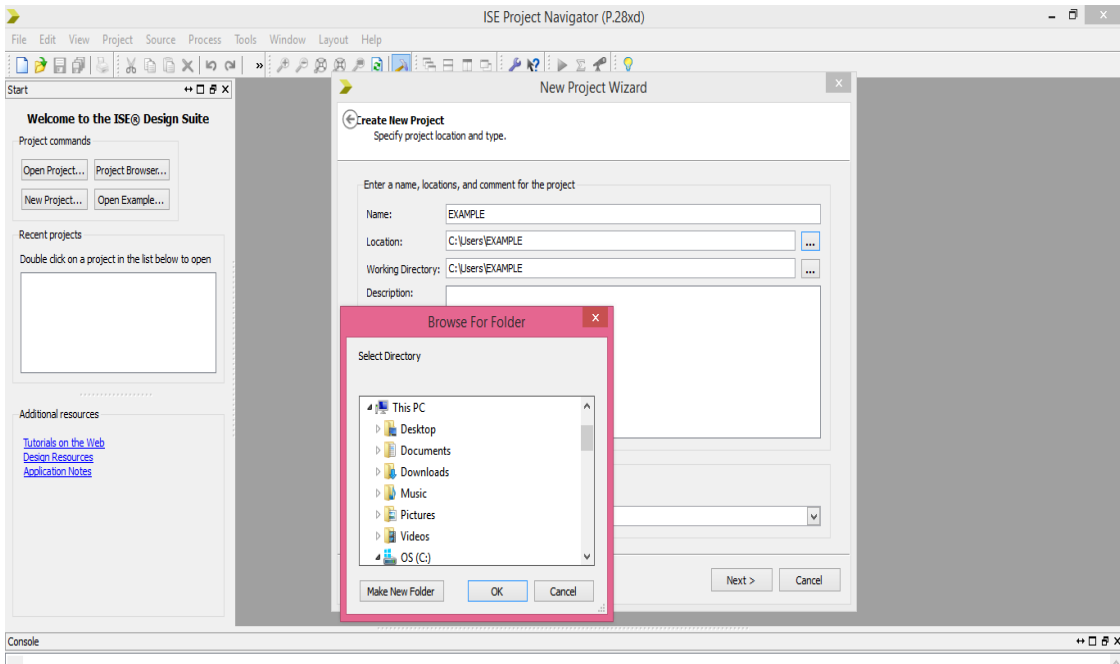 ISE Project Navigator (P.28xd)
File Edit View Project Source Process Tools Window Layout Help
Start
Welcome to the ISE® Design Suite
Project commands
Open Project... Project Browser...
New Project... Open Example...
Recent projects
Double click on a project in the list below to open
Additional resources
Tutorials on the Web
Design Resources
Application Notes
New Project Wizard
Create New Project
Specify project location and type.
Enter a name, locations, and comment for the project
Name: EXAMPLE
Location: C:\Users\EXAMPLE ...
Working Directory: C:\Users\EXAMPLE ...
Description:
Browse For Folder
Select Directory
This PC
Desktop
Documents
Downloads
Music
Pictures
Videos
OS (C:)
Make New Folder OK Cancel
Next > Cancel
Console